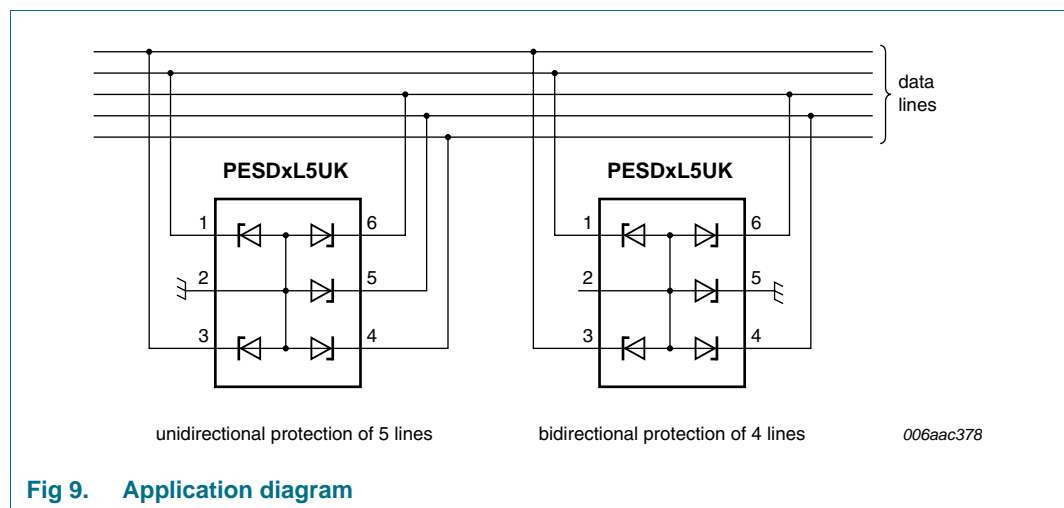 data
lines
PESDxL5UK
PESDxL5UK
1
6
2
5
3
4
1
6
2
5
3
4
unidirectional protection of 5 lines
bidirectional protection of 4 lines
006aac378
Fig 9. Application diagram